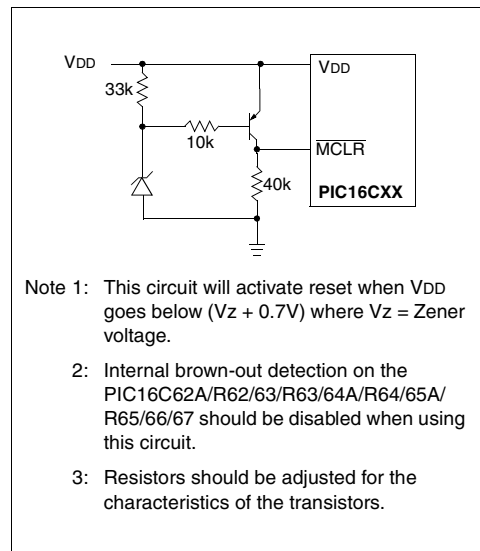 VDD
VDD
33k
10k
MCLR
40k
PIC16CXX
Note 1: This circuit will activate reset when VDD
goes below (Vz + 0.7V) where Vz = Zener
voltage.
2: Internal brown-out detection on the
PIC16C62A/R62/63/R63/64A/R64/65A/
R65/66/67 should be disabled when using
this circuit.
3: Resistors should be adjusted for the
characteristics of the transistors.